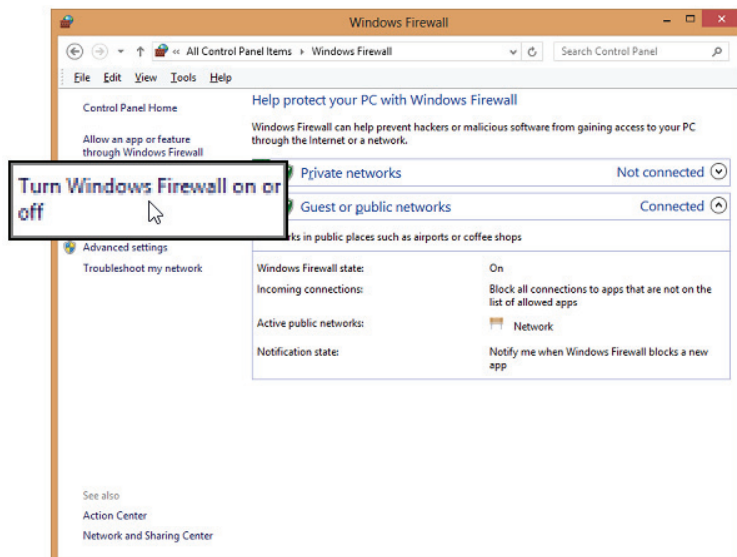 Windows Firewall
« All Control Panel Items Windows Firewall
Search Control Panel
File Edit View Tools Help
Control Panel Home
Allow an app or feature
through Windows Firewall
Turn Windows Firewall on or
off
Advanced settings
Troubleshoot my network
See also
Action Center
Network and Sharing Center
Help protect your PC with Windows Firewall
Windows Firewall can help prevent hackers or malicious software from gaining access to your PC
through the Internet or a network.
Private networks Not connected
Guest or public networks Connected
in public places such as airports or coffee shops
Windows Firewall state: On
Incoming connections: Block all connections to apps that are not on the
list of allowed apps
Active public networks: Network
Notification state: Notify me when Windows Firewall blocks a new
app